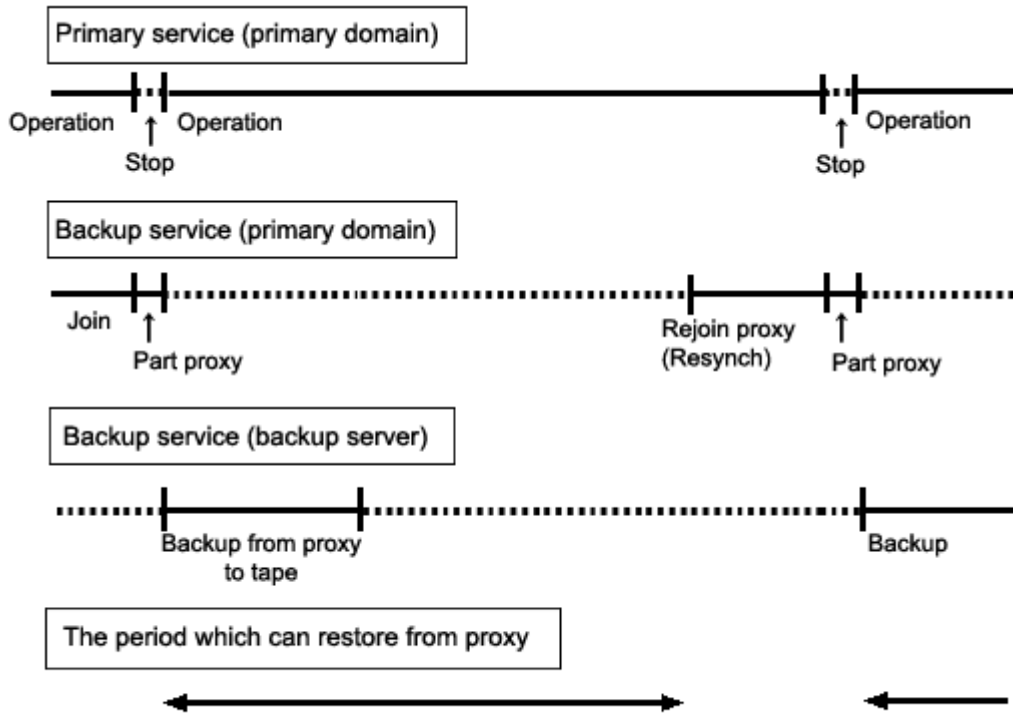 Primary service (primary domain)
Operation
Operation
Operation
Stop
Stop
Backup service (primary domain)
Join
Rejoin proxy
(Resynch)
Part proxy
Part proxy
Backup service (backup server)
Backup from proxy
to tape
Backup
The period which can restore from proxy